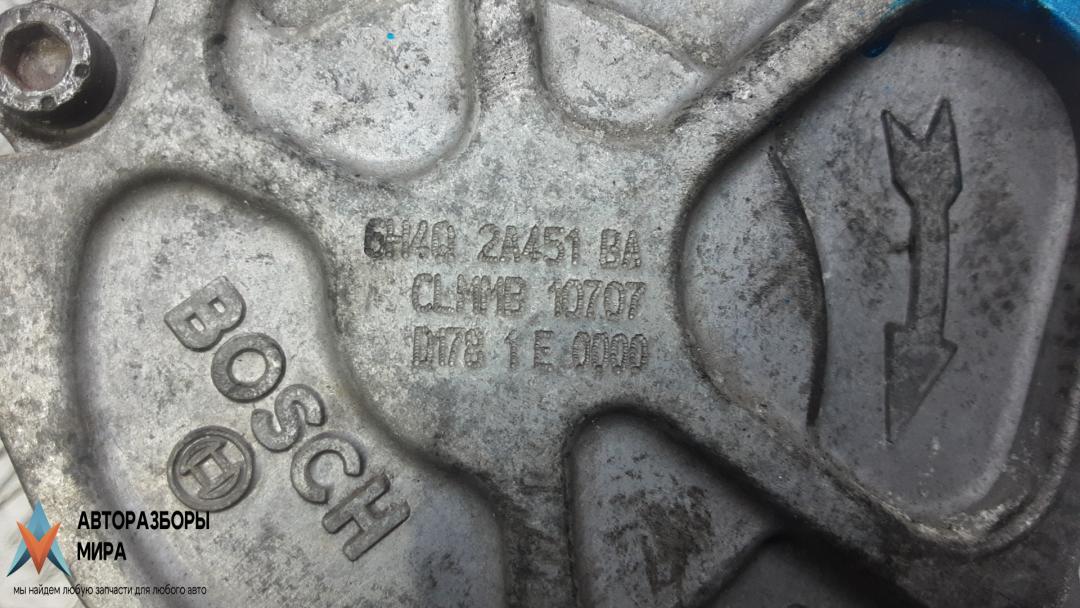 6H4Q 2A451 BA
CLMMB 10707
D178 1 E 0000
BOSCH
АВТОРАЗБОРЫ
МИРА
мы найдем любую запчасти для любого авто